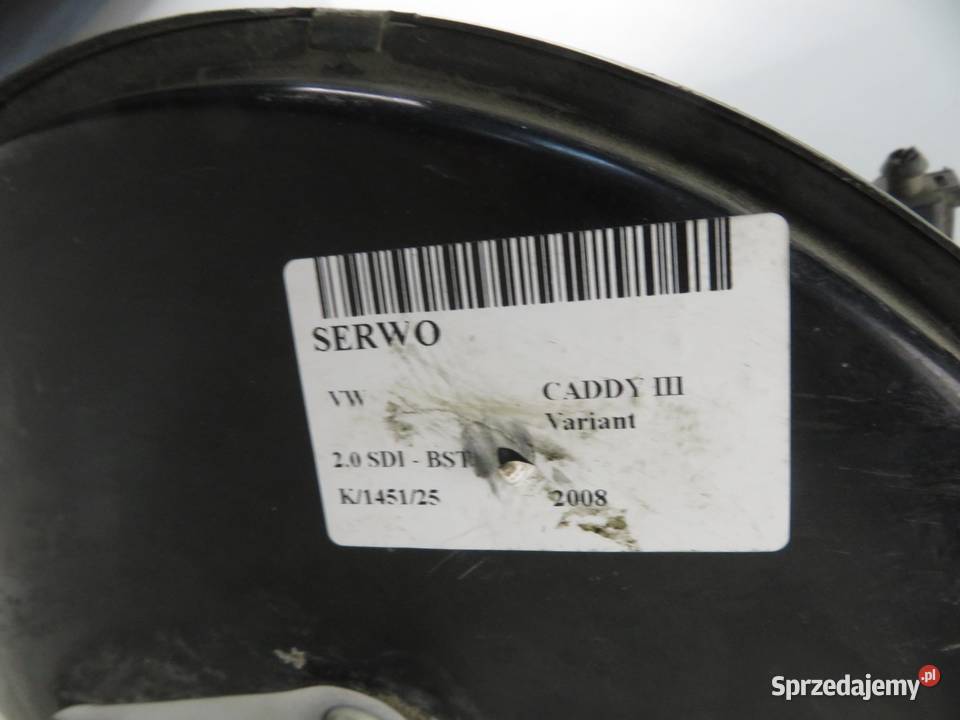 SERWO
VW CADDY III
Variant
2.0 SDI - BST
K/1451/25 2008
Sprzedajemy.pl